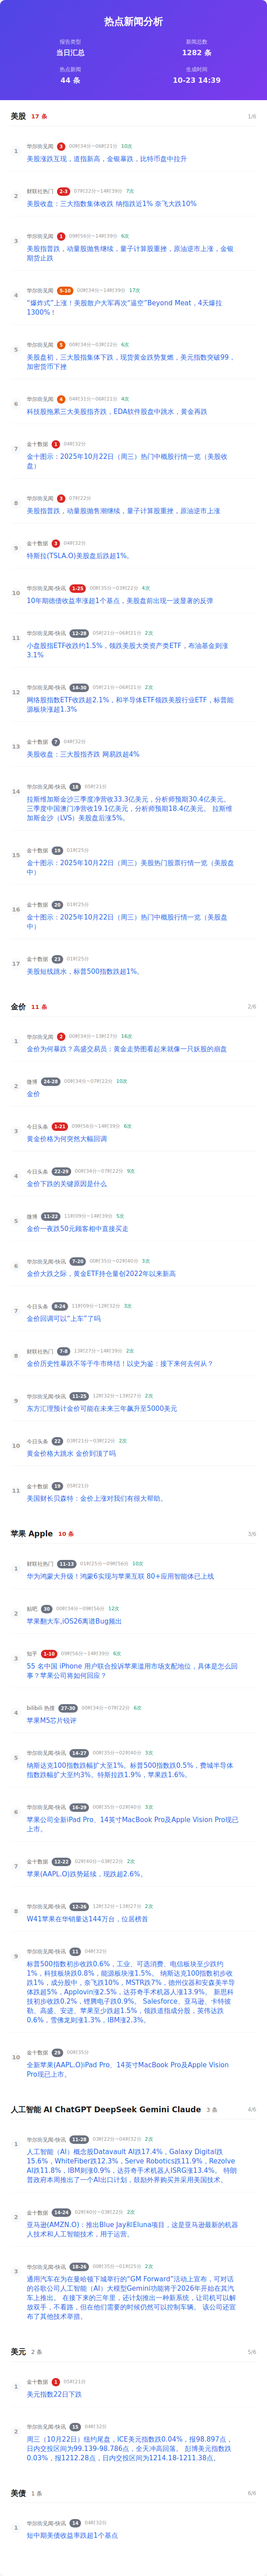 热点新闻分析
报告类型
新闻总数
当日汇总
1282 条
热点新闻
生成时间
44 条
10-23 14:39
美股 17 条 1/6
1 华尔街见闻 3 00时34分~06时21分 10次
美股涨跌互现，道指新高，金银暴跌，比特币盘中拉升
2 财联社热门 2-3 07时22分~14时39分 7次
美股收盘：三大指数集体收跌 纳指跌近1% 奈飞大跌10%
3 华尔街见闻 1 09时56分~14时39分 6次
美股指普跌，动量股抛售继续，量子计算股重挫，原油逆市上涨，金银
期货止跌
4 华尔街见闻 5-10 00时34分~14时39分 17次
“爆炸式”上涨！美股散户大军再次“逼空”Beyond Meat，4天爆拉
1300%！
5 华尔街见闻 5 00时34分~03时22分 6次
美股盘初，三大股指集体下跌，现货黄金跌势复燃，美元指数突破99，
加密货币下挫
6 华尔街见闻 4 04时31分~06时21分 4次
科技股拖累三大美股指齐跌，EDA软件股盘中跳水，黄金再跌
7 金十数据 1 04时32分
金十图示：2025年10月22日（周三）热门中概股行情一览（美股收
盘）
8 华尔街见闻 3 07时22分
美股指普跌，动量股抛售潮继续，量子计算股重挫，原油逆市上涨
9 金十数据 3 04时32分
特斯拉(TSLA.O)美股盘后跌超1%。
10 华尔街见闻-快讯 1-25 00时35分~03时22分 4次
10年期德债收益率涨超1个基点，美股盘前出现一波显著的反弹
11 华尔街见闻-快讯 12-28 05时21分~06时21分 2次
小盘股指ETF收跌约1.5%，领跌美股大类资产类ETF，布油基金则涨
3.1%
12 华尔街见闻-快讯 14-30 05时21分~06时21分 2次
网络股指数ETF收跌超2.1%，和半导体ETF领跌美股行业ETF，标普能
源板块涨超1.3%
13 金十数据 7 04时32分
美股收盘：三大股指齐跌 网易跌超4%
14 华尔街见闻-快讯 18 05时21分
拉斯维加斯金沙三季度净营收33.3亿美元，分析师预期30.4亿美元。
三季度中国澳门净营收19.1亿美元，分析师预期18.4亿美元。 拉斯维
加斯金沙（LVS）美股盘后涨5%。
15 金十数据 19 01时25分
金十图示：2025年10月22日（周三）美股热门股票行情一览（美股盘
中）
16 金十数据 20 01时25分
金十图示：2025年10月22日（周三）热门中概股行情一览（美股盘
中）
17 金十数据 23 01时25分
美股短线跳水，标普500指数跌超1%。
金价 11 条 2/6
1 华尔街见闻 2 00时34分~13时27分 16次
金价为何暴跌？高盛交易员：黄金走势图看起来就像一只妖股的崩盘
2 微博 24-28 00时34分~07时22分 10次
金价
3 今日头条 1-21 09时56分~14时39分 6次
黄金价格为何突然大幅回调
4 今日头条 22-29 00时34分~07时22分 9次
金价下跌的关键原因是什么
5 微博 11-22 11时09分~14时39分 5次
金价一夜跌50元顾客相中直接买走
6 华尔街见闻-快讯 7-20 00时35分~02时40分 3次
金价大跌之际，黄金ETF持仓量创2022年以来新高
7 今日头条 8-24 11时09分~12时32分 3次
金价回调可以“上车”了吗
8 财联社热门 7-8 13时27分~14时39分 2次
金价历史性暴跌不等于牛市终结！以史为鉴：接下来何去何从？
9 华尔街见闻-快讯 11-25 12时32分~13时27分 2次
东方汇理预计金价可能在未来三年飙升至5000美元
10 今日头条 22 03时21分~03时23分 2次
黄金价格大跳水 金价到顶了吗
11 金十数据 19 05时21分
美国财长贝森特：金价上涨对我们有很大帮助。
苹果 Apple 10 条 3/6
1 财联社热门 11-13 01时25分~09时56分 10次
华为鸿蒙大升级！鸿蒙6实现与苹果互联 80+应用智能体已上线
2 贴吧 30 00时34分~09时56分 12次
苹果翻大车,iOS26离谱Bug频出
3 知乎 1-10 09时56分~14时39分 6次
55 名中国 iPhone 用户联合投诉苹果滥用市场支配地位，具体是怎么回
事？苹果公司将如何回应？
4 bilibili 热搜 27-30 00时34分~07时22分 6次
苹果M5芯片锐评
5 华尔街见闻-快讯 14-27 00时35分~02时40分 3次
纳斯达克100指数跌幅扩大至1%。标普500指数跌0.5%，费城半导体
指数跌幅扩大至约3%。特斯拉跌1.9%，苹果跌1.6%。
6 华尔街见闻-快讯 16-29 00时35分~02时40分 3次
苹果公司全新iPad Pro、14英寸MacBook Pro及Apple Vision Pro现已
上市。
7 金十数据 12-22 02时40分~03时22分 2次
苹果(AAPL.O)跌势延续，现跌超2.6%。
8 华尔街见闻-快讯 12-26 12时32分~13时27分 2次
W41苹果在华销量达144万台，位居榜首
9 华尔街见闻-快讯 11 04时32分
标普500指数初步收跌0.6%，工业、可选消费、电信板块至少跌约
1%，科技板块跌0.8%，能源板块涨1.5%。 纳斯达克100指数初步收
跌1%，成分股中，奈飞跌10%，MSTR跌7%，德州仪器和安森美半导
体跌超5%，Applovin涨2.5%，达芬奇手术机器人涨13.9%。 新思科
技初步收跌0.2%，铿腾电子跌0.9%。 Salesforce、亚马逊、卡特彼
勒、高盛、安进、苹果至少跌超1.5%，领跌道指成分股，英伟达跌
0.6%，雪佛龙则涨1.3%，IBM涨2.3%。
10 金十数据 29 00时35分
全新苹果(AAPL.O)iPad Pro、14英寸MacBook Pro及Apple Vision
Pro现已上市。
人工智能 AI ChatGPT DeepSeek Gemini Claude 3 条 4/6
1 华尔街见闻-快讯 11-28 03时22分~04时32分 2次
人工智能（AI）概念股Datavault AI跌17.4%，Galaxy Digital跌
15.6%，WhiteFiber跌12.3%，Serve Robotics跌11.9%，Rezolve
AI跌11.8%，IBM则涨0.9%，达芬奇手术机器人ISRG涨13.4%。 特朗
普政府本周推出了一个AI出口计划，鼓励外界购买并采用美国技术。
2 金十数据 14-24 02时40分~03时22分 2次
亚马逊(AMZN.O)：推出Blue Jay和Eluna项目，这是亚马逊最新的机器
人技术和人工智能技术，用于运营。
3 华尔街见闻-快讯 18-26 00时35分~01时25分 2次
通用汽车在为在曼哈顿下城举行的“GM Forward”活动上宣布，可对话
的谷歌公司人工智能（AI）大模型Gemini功能将于2026年开始在其汽
车上推出。 在接下来的三年里，还计划推出一种新系统，让司机可以解
放双手，不看路，但在他们需要的时候仍然可以控制车辆。 该公司还宣
布了其他技术举措。
美元 2 条 5/6
1 金十数据 1 05时21分
美元指数22日下跌
2 华尔街见闻-快讯 15 04时32分
周三（10月22日）纽约尾盘，ICE美元指数跌0.04%，报98.897点，
日内交投区间为99.139-98.786点，全天冲高回落。 彭博美元指数跌
0.03%，报1212.28点，日内交投区间为1214.18-1211.38点。
美债 1 条 6/6
1 华尔街见闻-快讯 14 04时32分
短中期美债收益率跌超1个基点